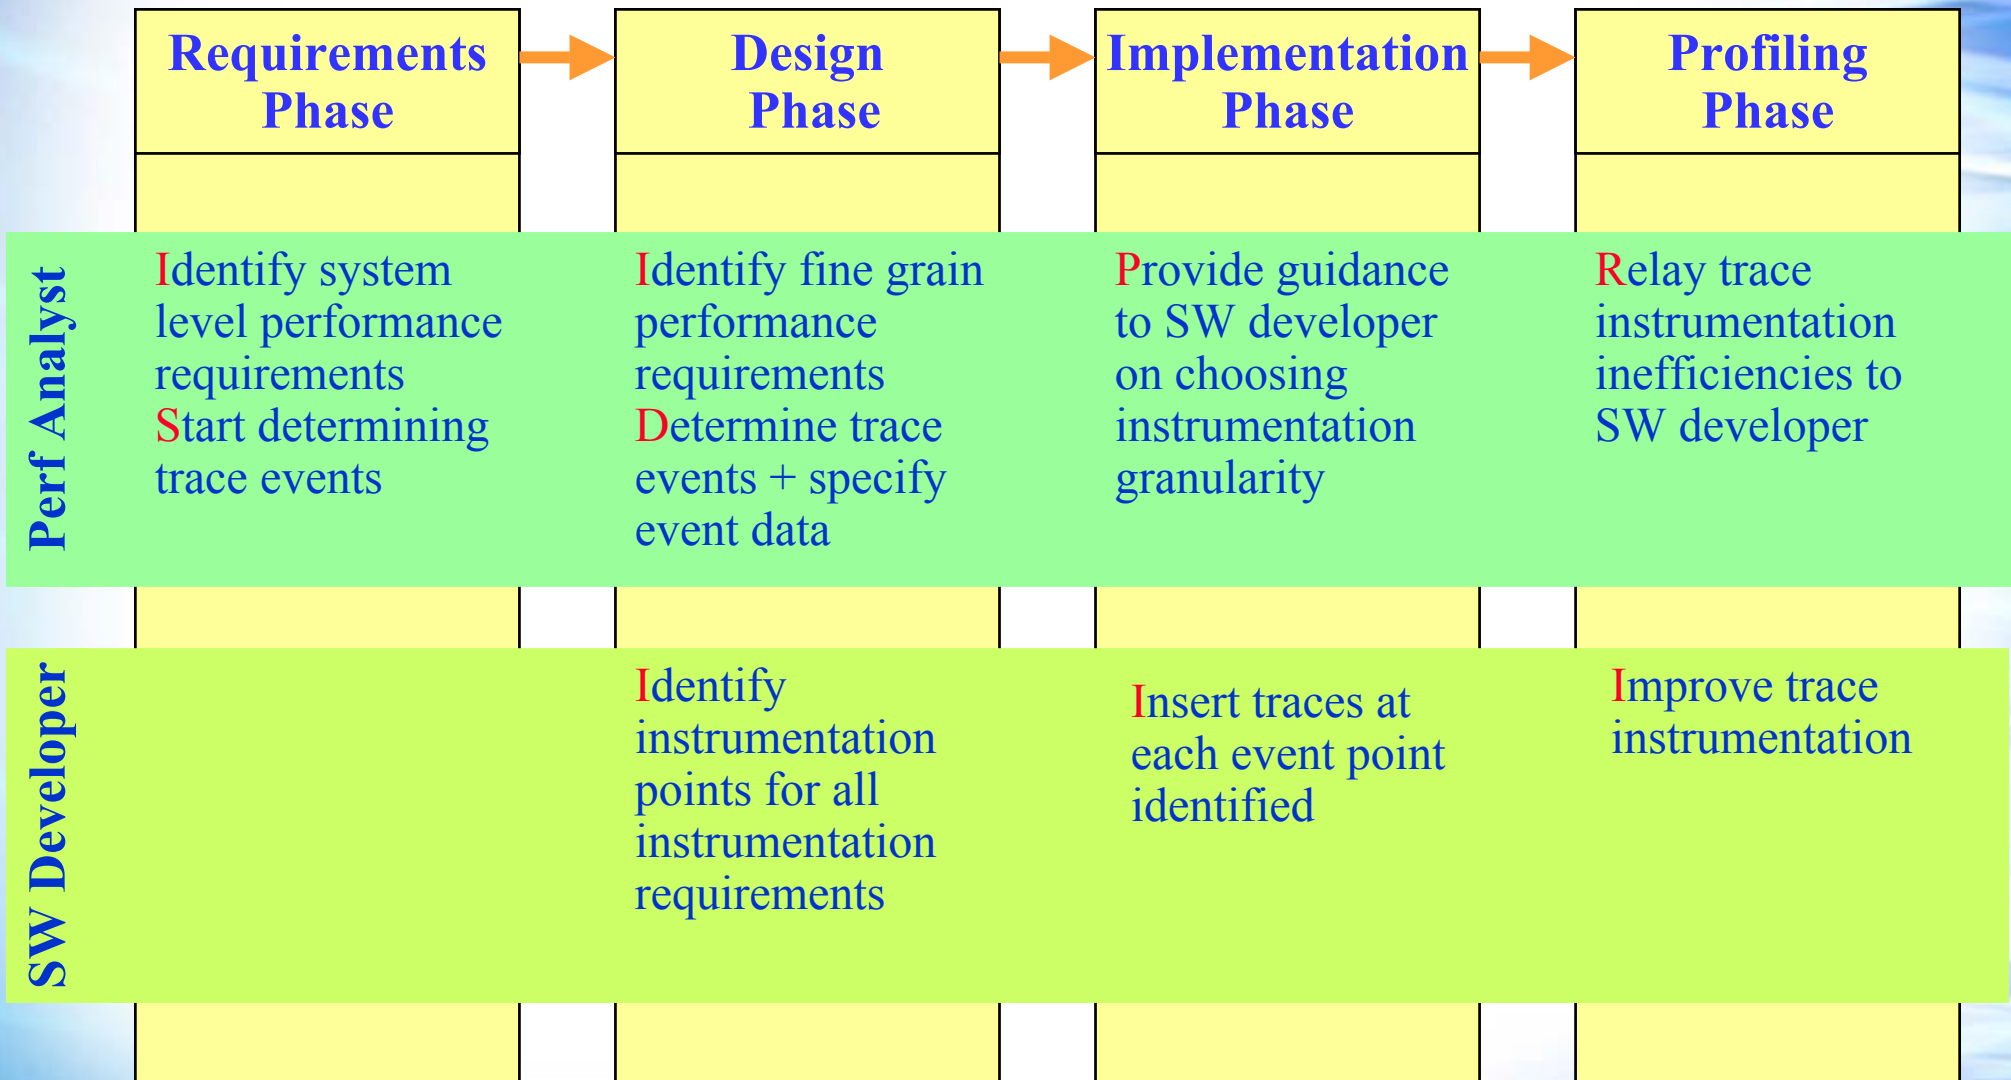 Requirements
Phase
Design
Phase
Implementation
Phase
Profiling
Phase
Perf Analyst
Identify system
level performance
requirements
Start determining
trace events
Identify fine grain
performance
requirements
Determine trace
events + specify
event data
Provide guidance
to SW developer
on choosing
instrumentation
granularity
Relay trace
instrumentation
inefficiencies to
SW developer
SW Developer
Identify
instrumentation
points for all
instrumentation
requirements
Insert traces at
each event point
identified
Improve trace
instrumentation